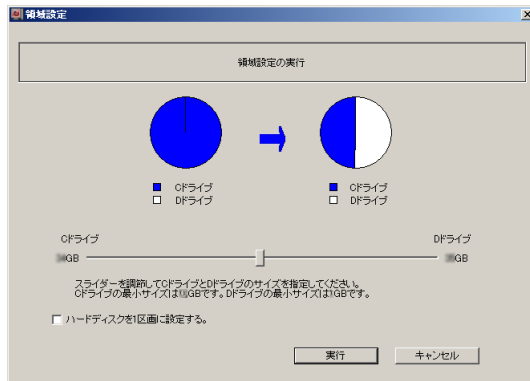 領域設定
領域設定の実行
Cドライブ
Dドライブ
Cドライブ
Dドライブ
Cドライブ
Dドライブ
GB
GB
スライダーを調節してCドライブとDドライブのサイズを指定してください。
Cドライブの最小サイズはGBです。Dドライブの最小サイズは1GBです。
ハードディスクを1区画に設定する。
実行
キャンセル